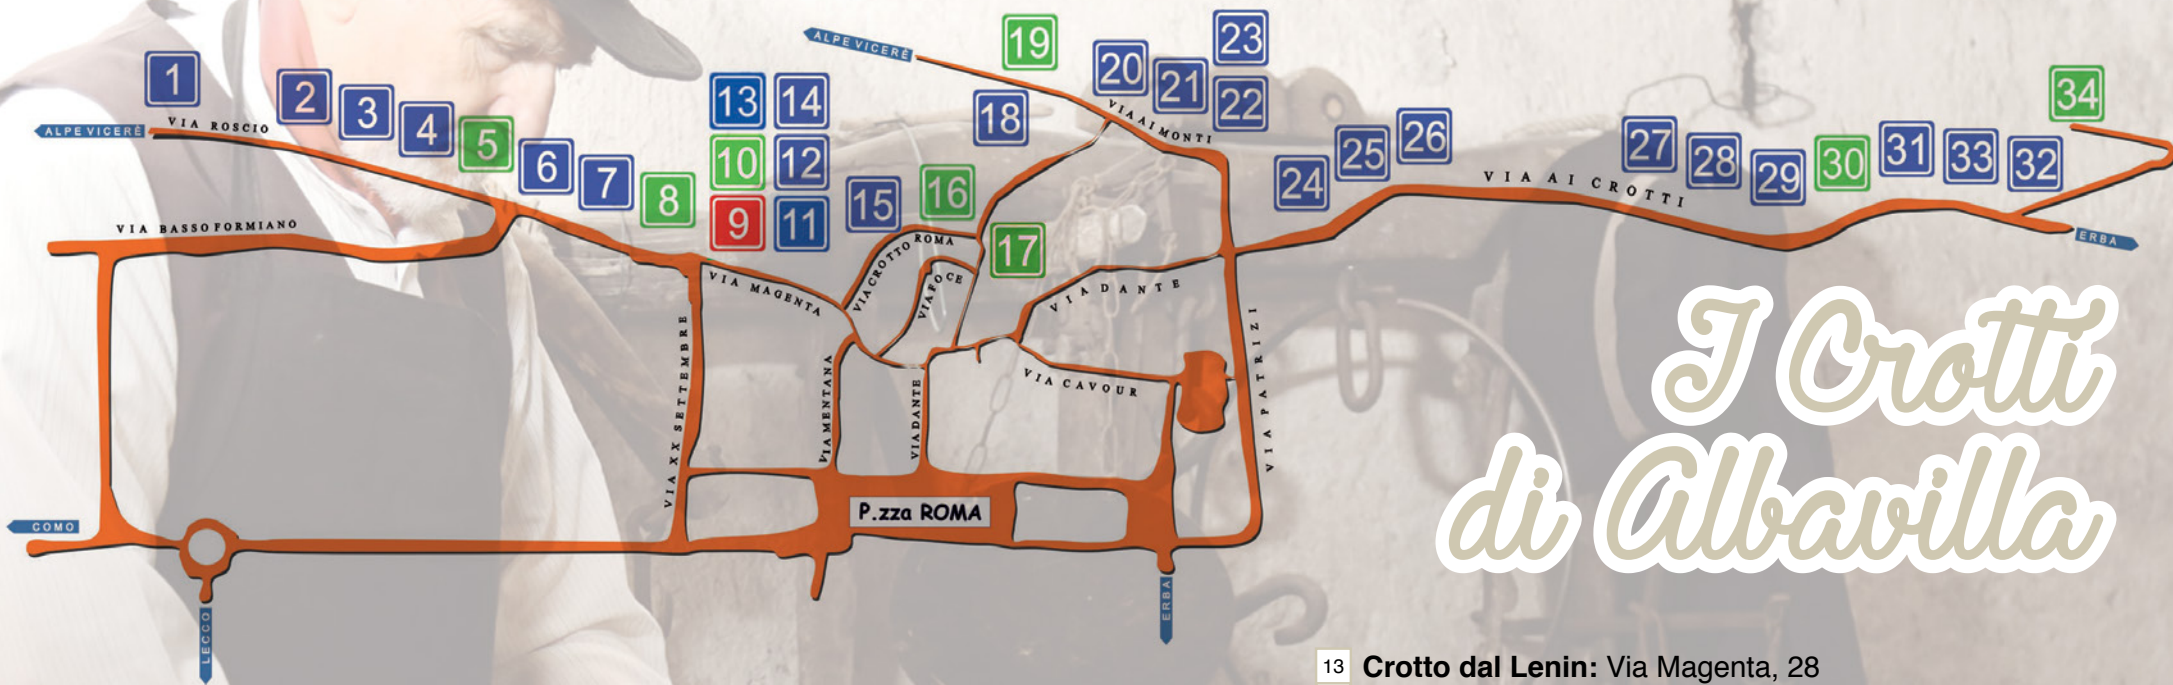 ALPE VICERÈ
19
23
1
20
21
2
13
14
22
34
3
18
VIA AI MONTI
ALPE VICERÈ
VIA ROSCIO
4
26
5
10
12
25
27
31
33
32
6
28
30
7
24
29
8
15
16
VIA AI CROTTI
9
11
VIA BASSO FORMIANO
17
VIA CROTTO ROMA
ERBA
VIA MAGENTA
VIA FOCE
VIA DANTE
I Crotti
di Albavilla
VIA XX SETTEMBRE
VIA MENTANA
VIA DANTE
VIA CAVOUR
VIA PATRIZI
P.zza ROMA
COMO
LECCO
ERBA
13 Crotto dal Lenin: Via Magenta, 28